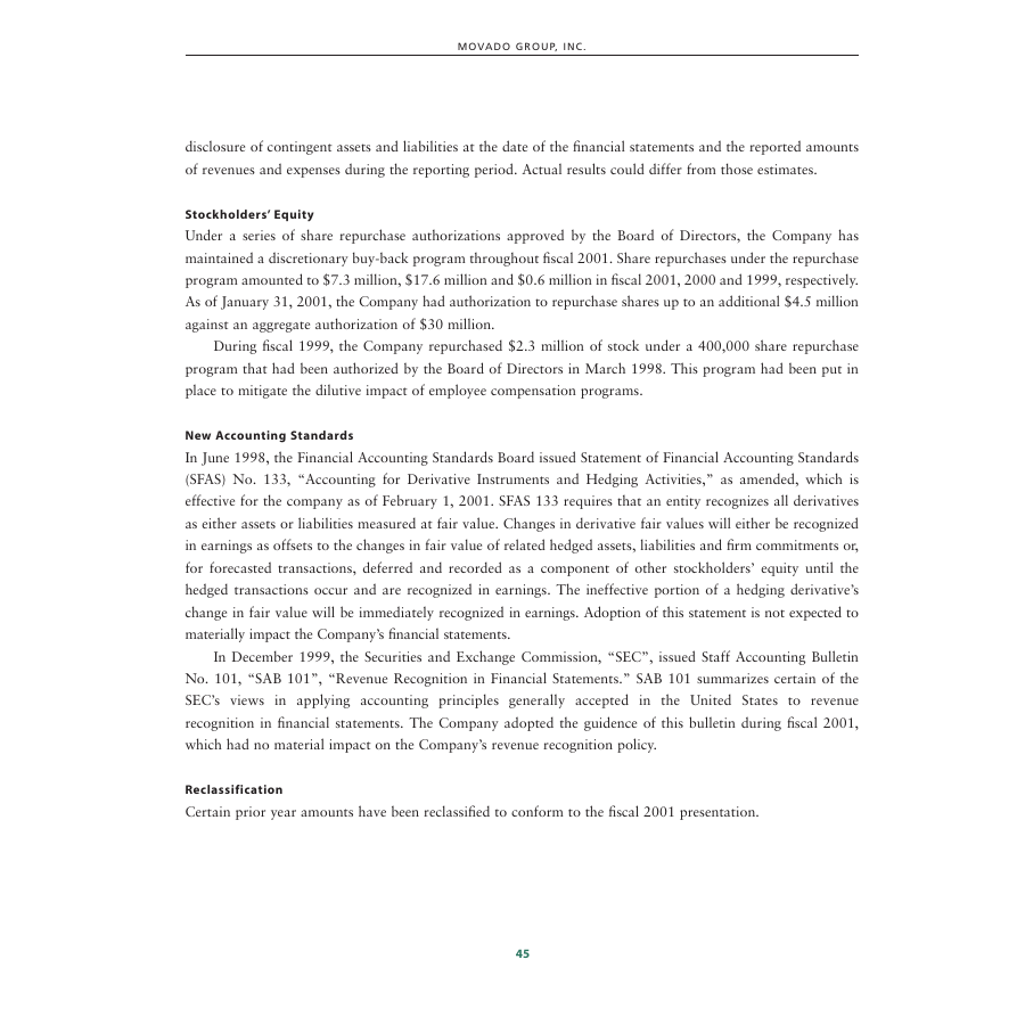 MOVADO GROUP, INC.
disclosure of contingent assets and liabilities at the date of the financial statements and the reported amounts
of revenues and expenses during the reporting period. Actual results could differ from those estimates.
Stockholders’ Equity
Under a series of share repurchase authorizations approved by the Board of Directors, the Company has
maintained a discretionary buy-back program throughout fiscal 2001. Share repurchases under the repurchase
program amounted to $7.3 million, $17.6 million and $0.6 million in fiscal 2001, 2000 and 1999, respectively.
As of January 31, 2001, the Company had authorization to repurchase shares up to an additional $4.5 million
against an aggregate authorization of $30 million.
During fiscal 1999, the Company repurchased $2.3 million of stock under a 400,000 share repurchase
program that had been authorized by the Board of Directors in March 1998. This program had been put in
place to mitigate the dilutive impact of employee compensation programs.
New Accounting Standards
In June 1998, the Financial Accounting Standards Board issued Statement of Financial Accounting Standards
(SFAS) No. 133, “Accounting for Derivative Instruments and Hedging Activities,” as amended, which is
effective for the company as of February 1, 2001. SFAS 133 requires that an entity recognizes all derivatives
as either assets or liabilities measured at fair value. Changes in derivative fair values will either be recognized
in earnings as offsets to the changes in fair value of related hedged assets, liabilities and firm commitments or,
for forecasted transactions, deferred and recorded as a component of other stockholders’ equity until the
hedged transactions occur and are recognized in earnings. The ineffective portion of a hedging derivative’s
change in fair value will be immediately recognized in earnings. Adoption of this statement is not expected to
materially impact the Company’s financial statements.
In December 1999, the Securities and Exchange Commission, “SEC”, issued Staff Accounting Bulletin
No. 101, “SAB 101”, “Revenue Recognition in Financial Statements.” SAB 101 summarizes certain of the
SEC’s views in applying accounting principles generally accepted in the United States to revenue
recognition in financial statements. The Company adopted the guidence of this bulletin during fiscal 2001,
which had no material impact on the Company’s revenue recognition policy.
Reclassification
Certain prior year amounts have been reclassified to conform to the fiscal 2001 presentation.
45